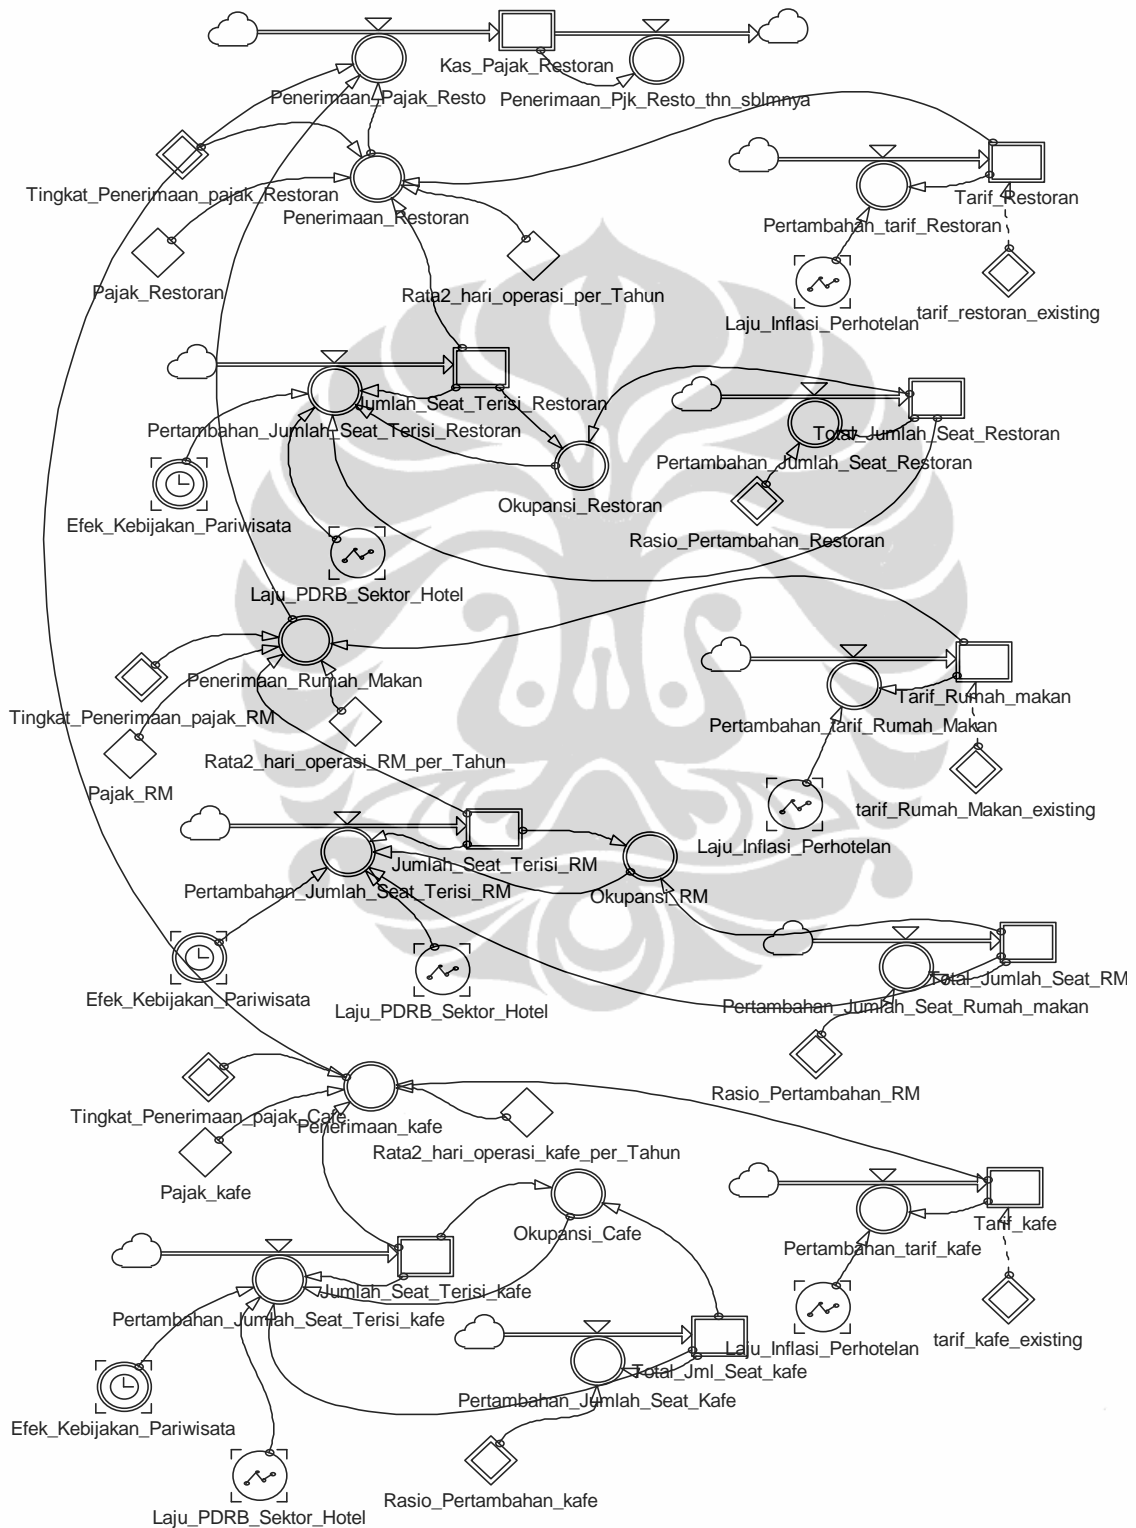 Kas_Pajak_Restoran
Penerimaan_Pajak_Resto
Penerimaan_Pjk_Resto_thn_sblmnya
Tingkat_Penerimaan_pajak_Restoran
Penerimaan_Restoran
Tarif_Restoran
Pertambahan_tarif_Restoran
Pajak_Restoran
Rata2_hari_operasi_per_Tahun
Laju_Inflasi_Perhotelan
tarif_restoran_existing
Jumlah_Seat_Terisi_Restoran
Pertambahan_Jumlah_Seat_Terisi_Restoran
Total_Jumlah_Seat_Restoran
Pertambahan_Jumlah_Seat_Restoran
Okupansi_Restoran
Efek_Kebijakan_Pariwisata
Rasio_Pertambahan_Restoran
Laju_PDRB_Sektor_Hotel
Penerimaan_Rumah_Makan
Tarif_Rumah_makan
Tingkat_Penerimaan_pajak_RM
Pertambahan_tarif_Rumah_Makan
Rata2_hari_operasi_RM_per_Tahun
Pajak_RM
tarif_Rumah_Makan_existing
Laju_Inflasi_Perhotelan
Jumlah_Seat_Terisi_RM
Pertambahan_Jumlah_Seat_Terisi_RM
Okupansi_RM
Total_Jumlah_Seat_RM
Efek_Kebijakan_Pariwisata
Laju_PDRB_Sektor_Hotel
Pertambahan_Jumlah_Seat_Rumah_makan
Rasio_Pertambahan_RM
Tingkat_Penerimaan_pajak_Cafe
Penerimaan_kafe
Rata2_hari_operasi_kafe_per_Tahun
Pajak_kafe
Okupansi_Cafe
Tarif_kafe
Pertambahan_tarif_kafe
Jumlah_Seat_Terisi_kafe
Pertambahan_Jumlah_Seat_Terisi_kafe
Laju_Inflasi_Perhotelan
tarif_kafe_existing
Total_Jml_Seat_kafe
Pertambahan_Jumlah_Seat_Kafe
Efek_Kebijakan_Pariwisata
Rasio_Pertambahan_kafe
Laju_PDRB_Sektor_Hotel